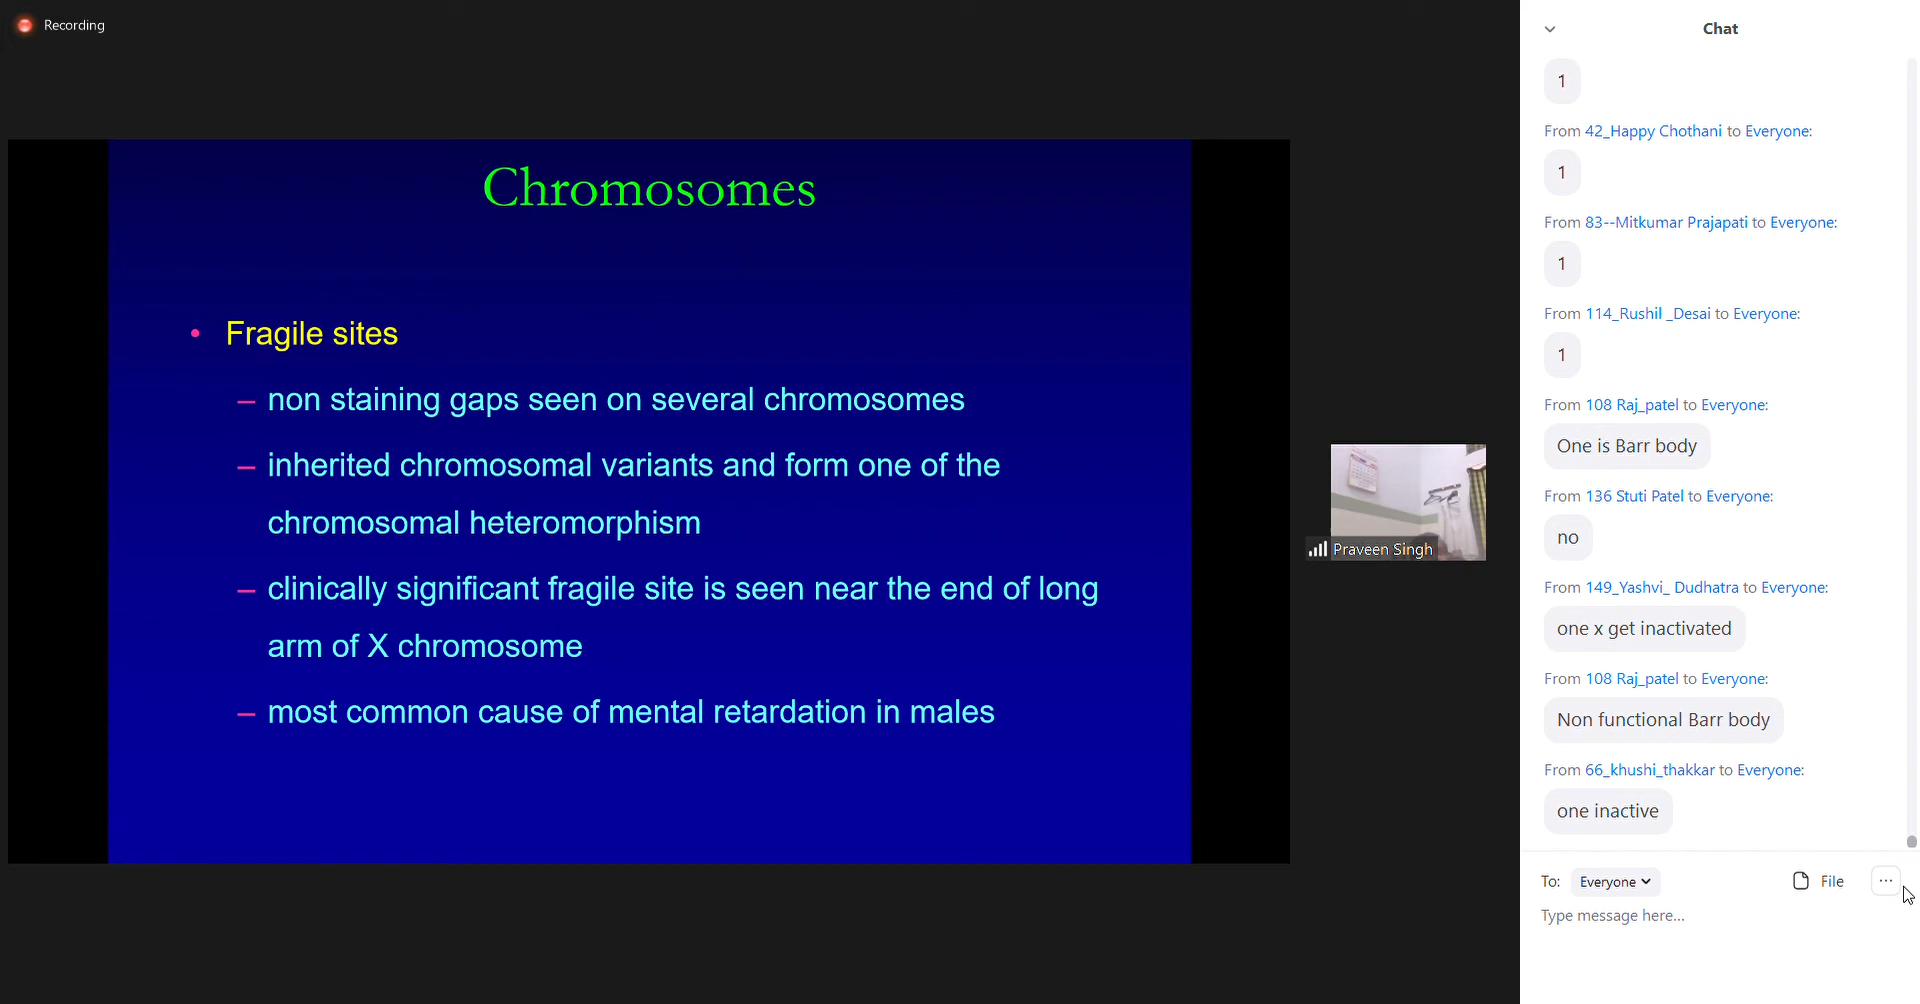 Recording
Chromosomes
• Fragile sites
– non staining gaps seen on several chromosomes
– inherited chromosomal variants and form one of the
chromosomal heteromorphism
– clinically significant fragile site is seen near the end of long
arm of X chromosome
– most common cause of mental retardation in males
Praveen Singh
Chat
1
From 42_Happy Chothani to Everyone:
1
From 83--Mitkumar Prajapati to Everyone:
1
From 114_Rushil _Desai to Everyone:
1
From 108 Raj_patel to Everyone:
One is Barr body
From 136 Stuti Patel to Everyone:
no
From 149_Yashvi_ Dudhatra to Everyone:
one x get inactivated
From 108 Raj_patel to Everyone:
Non functional Barr body
From 66_khushi_thakkar to Everyone:
one inactive
To: Everyone File ...
Type message here...